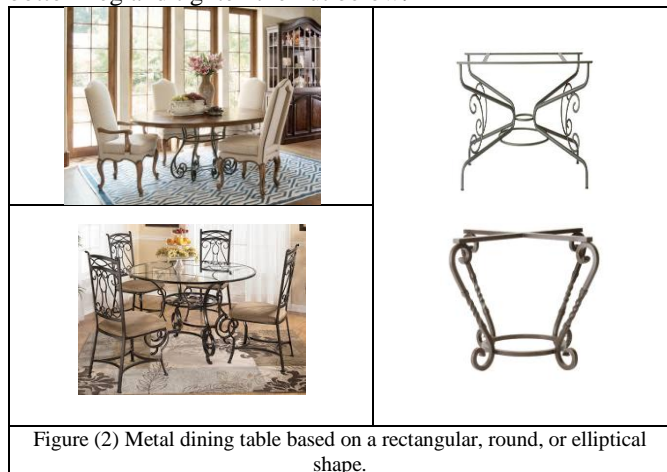 Figure (2) Metal dining table based on a rectangular, round, or elliptical
shape.